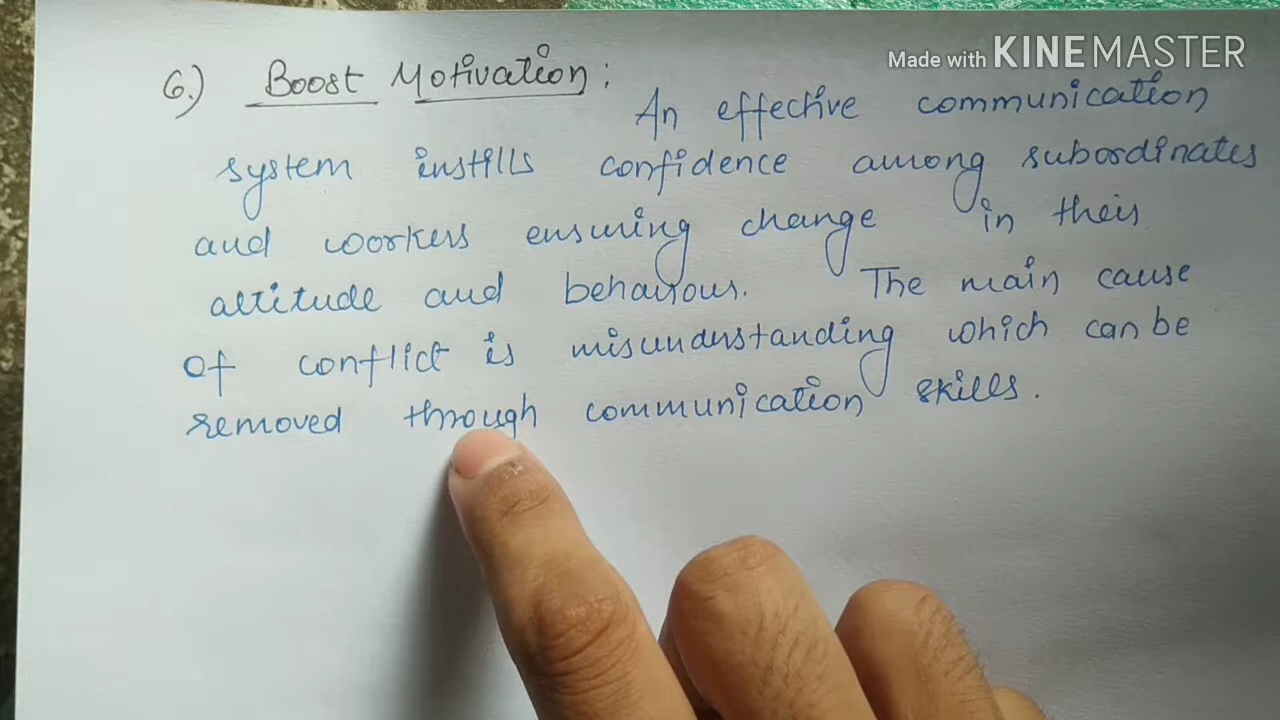 Made with KINEMASTER
6.) Boost Motivation:
An effective communication
system instills confidence among subordinates
and workers ensuring change in their
attitude and behaviour. The main cause
of conflict is misunderstanding which can be
removed through communication skills.